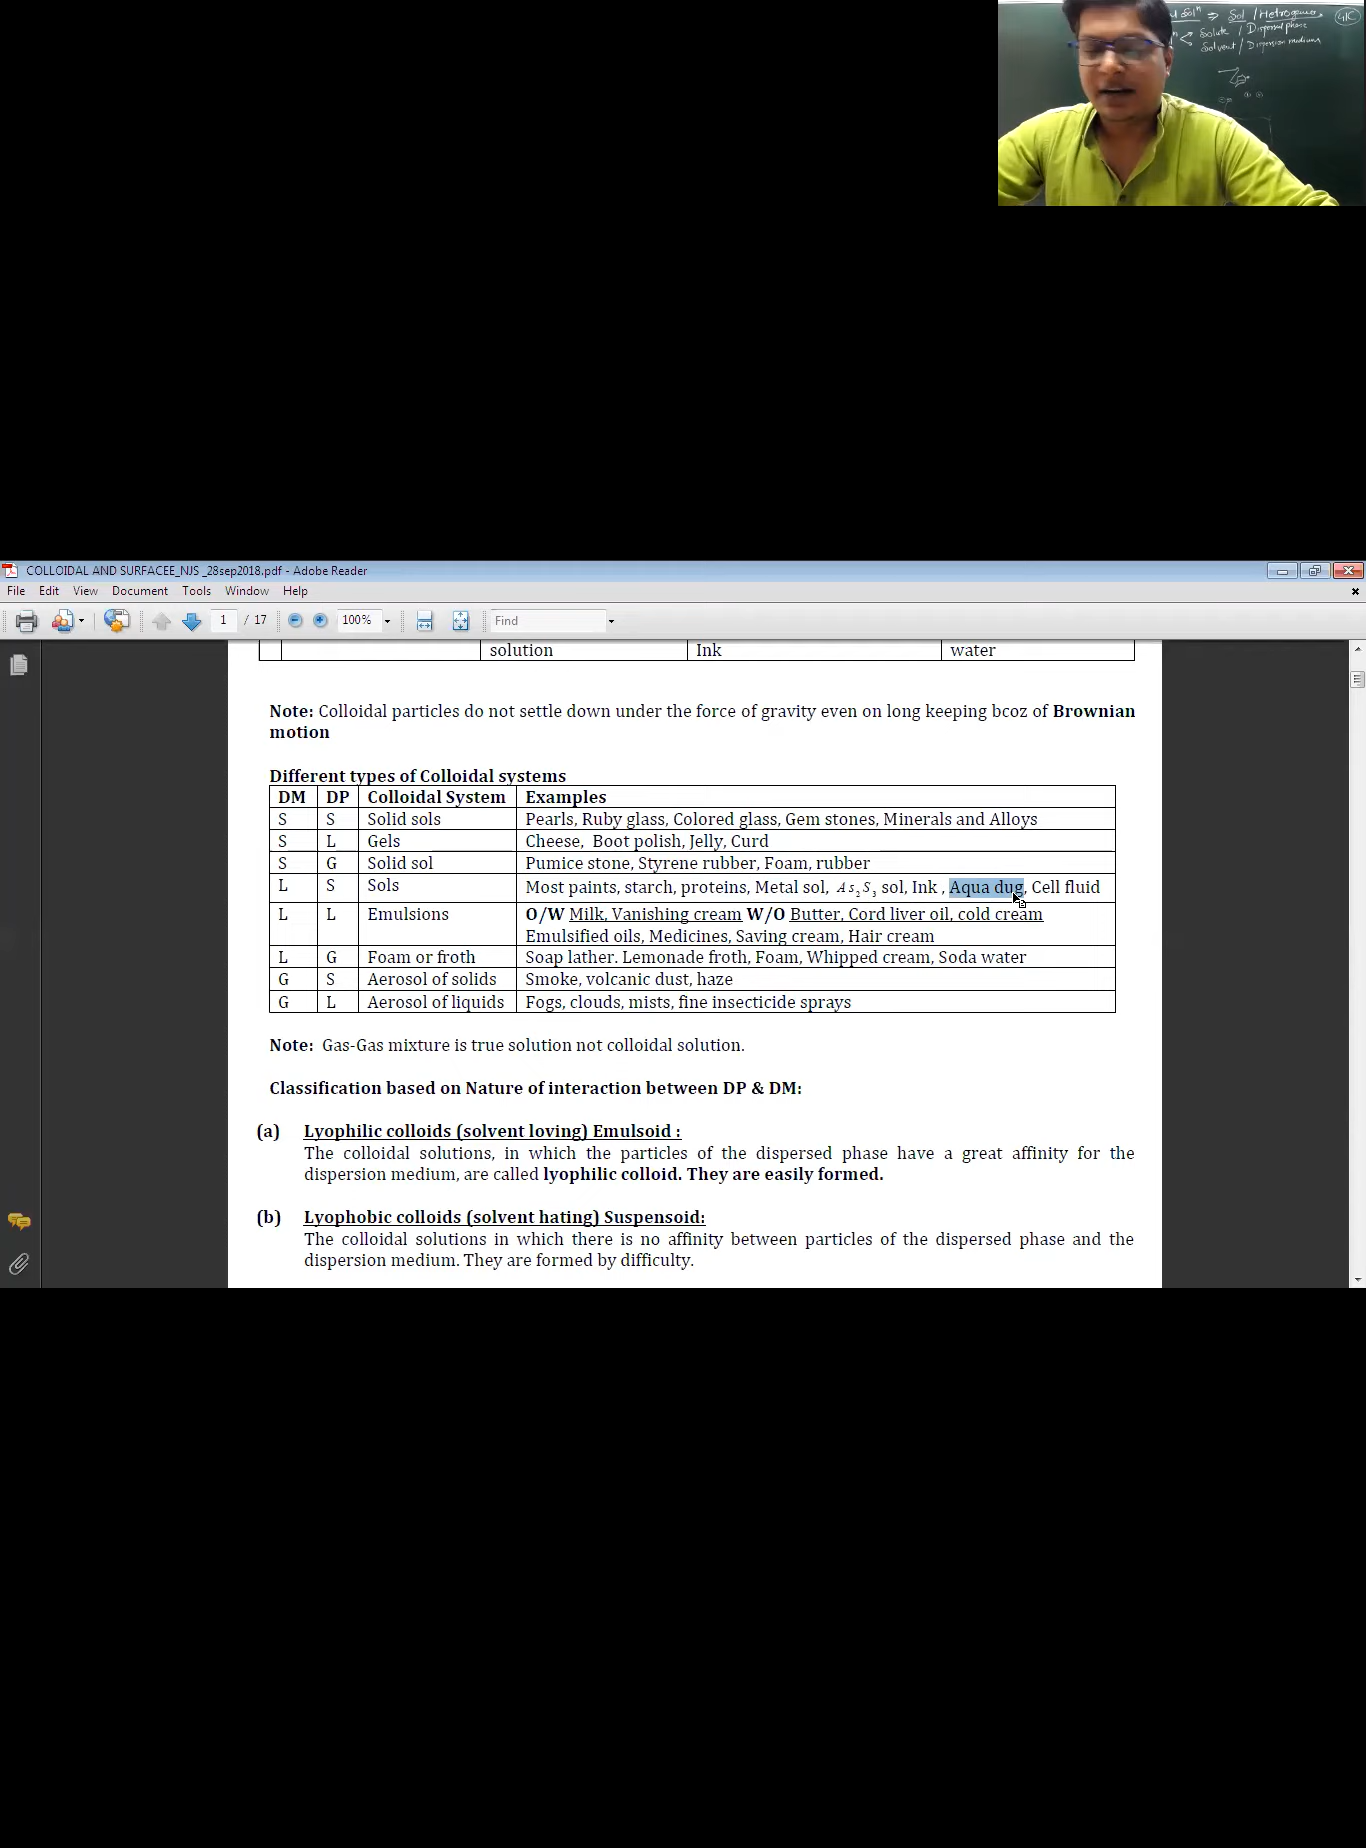 l Solⁿ ⇒ Sol / Hetrogeneo
Solute / Dispersed phase
Solvent / Dispersion medium
COLLOIDAL AND SURFACEE_NJS _28sep2018.pdf - Adobe Reader
File Edit View Document Tools Window Help
1 / 17 100% Find
solution Ink water
Note: Colloidal particles do not settle down under the force of gravity even on long keeping bcoz of Brownian
motion
Different types of Colloidal systems
DM DP Colloidal System Examples
S S Solid sols Pearls, Ruby glass, Colored glass, Gem stones, Minerals and Alloys
S L Gels Cheese, Boot polish, Jelly, Curd
S G Solid sol Pumice stone, Styrene rubber, Foam, rubber
L S Sols Most paints, starch, proteins, Metal sol, As₂S₃ sol, Ink , Aqua dug, Cell fluid
L L Emulsions O/W Milk, Vanishing cream W/O Butter, Cord liver oil, cold cream
Emulsified oils, Medicines, Saving cream, Hair cream
L G Foam or froth Soap lather. Lemonade froth, Foam, Whipped cream, Soda water
G S Aerosol of solids Smoke, volcanic dust, haze
G L Aerosol of liquids Fogs, clouds, mists, fine insecticide sprays
Note: Gas-Gas mixture is true solution not colloidal solution.
Classification based on Nature of interaction between DP & DM:
(a) Lyophilic colloids (solvent loving) Emulsoid :
The colloidal solutions, in which the particles of the dispersed phase have a great affinity for the
dispersion medium, are called lyophilic colloid. They are easily formed.
(b) Lyophobic colloids (solvent hating) Suspensoid:
The colloidal solutions in which there is no affinity between particles of the dispersed phase and the
dispersion medium. They are formed by difficulty.